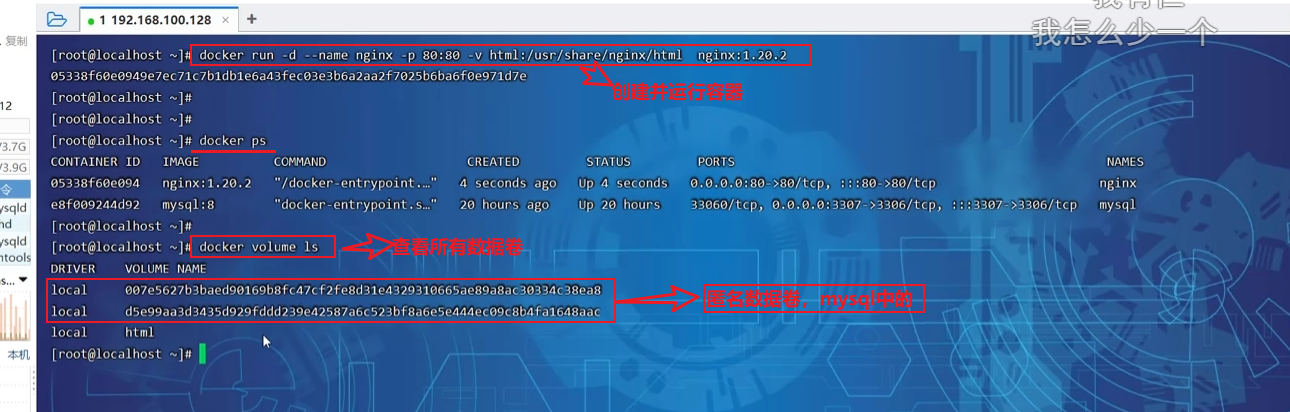 我有仨
1 192.168.100.128 × +
我怎么少一个
复制
[root@localhost ~]# docker run -d --name nginx -p 80:80 -v html:/usr/share/nginx/html  nginx:1.20.2
05338f60e0949e7ec71c7b1db1e6a43fec03e3b6a2aa2f7025b6ba6f0e971d7e
创建并运行容器
[root@localhost ~]#
12
[root@localhost ~]#
[root@localhost ~]# docker ps
/3.7G
CONTAINER ID   IMAGE          COMMAND                  CREATED         STATUS         PORTS                                                  NAMES
/3.9G
05338f60e094   nginx:1.20.2   "/docker-entrypoint.…"   4 seconds ago   Up 4 seconds   0.0.0.0:80->80/tcp, :::80->80/tcp                      nginx
令
e8f009244d92   mysql:8        "docker-entrypoint.s…"   20 hours ago    Up 20 hours    33060/tcp, 0.0.0.0:3307->3306/tcp, :::3307->3306/tcp   mysql
ysqld
[root@localhost ~]#
nd
[root@localhost ~]# docker volume ls
查看所有数据卷
ysqld
ntools
DRIVER    VOLUME NAME
s...
local     007e5627b3baed90169b8fc47cf2fe8d31e4329310665ae89a8ac30334c38ea8
匿名数据卷，mysql中的
local     d5e99aa3d3435d929fddd239e42587a6c523bf8a6e5e444ec09c8b4fa1648aac
local     html
[root@localhost ~]#
本机